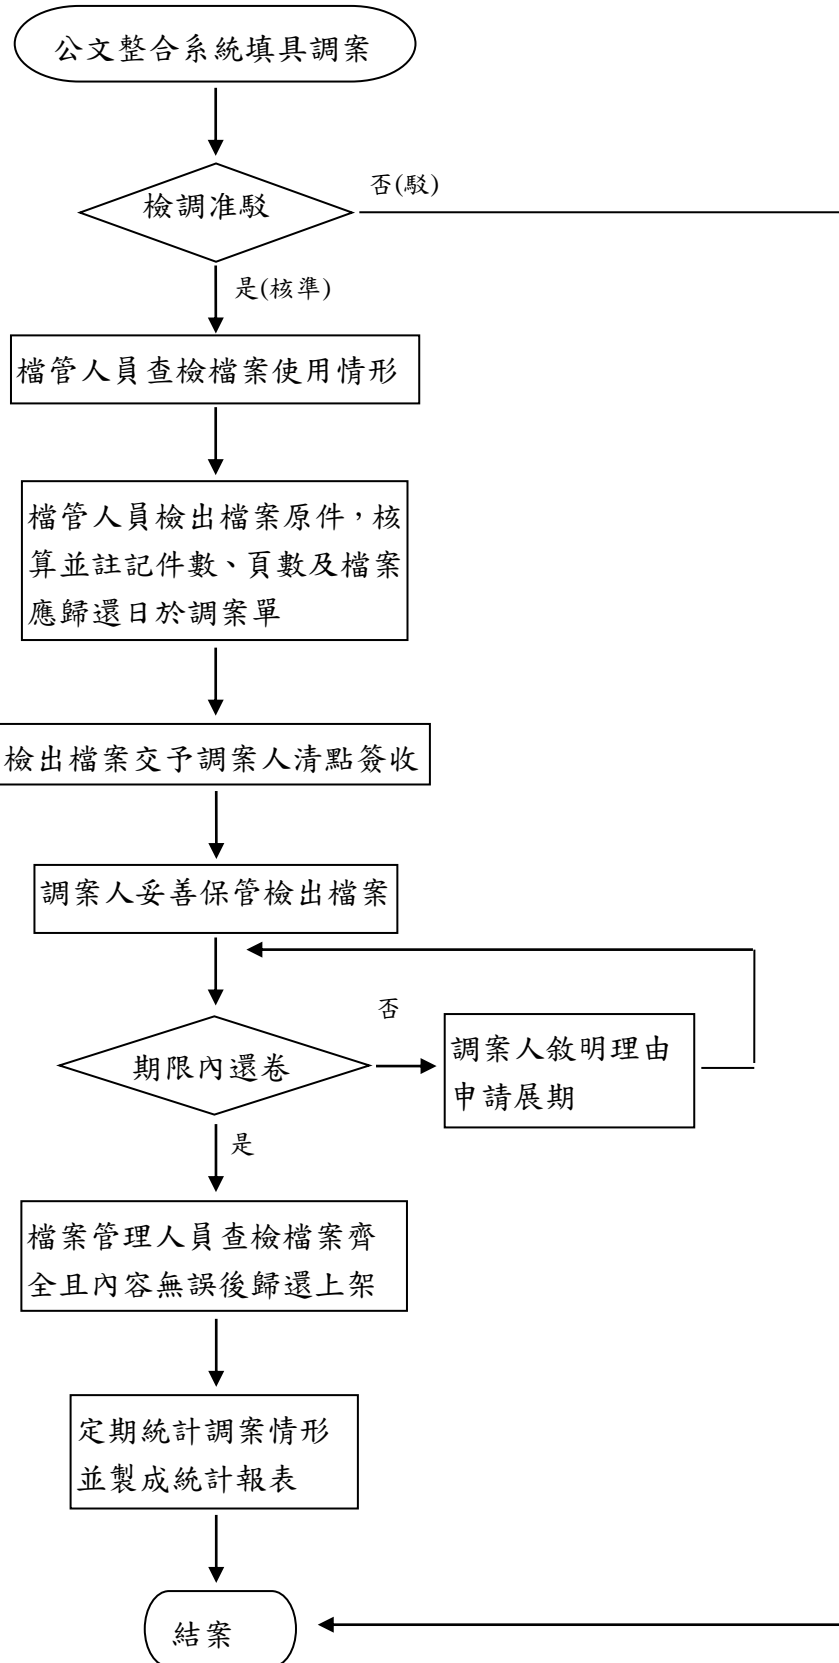 公文整合系統填具調案
否(駁)
檢調准駁
是(核準)
檔管人員查檢檔案使用情形
檔管人員檢出檔案原件，核
算並註記件數、頁數及檔案
應歸還日於調案單
檢出檔案交予調案人清點簽收
調案人妥善保管檢出檔案
否
期限內還卷
調案人敘明理由
申請展期
是
檔案管理人員查檢檔案齊
全且內容無誤後歸還上架
定期統計調案情形
並製成統計報表
結案